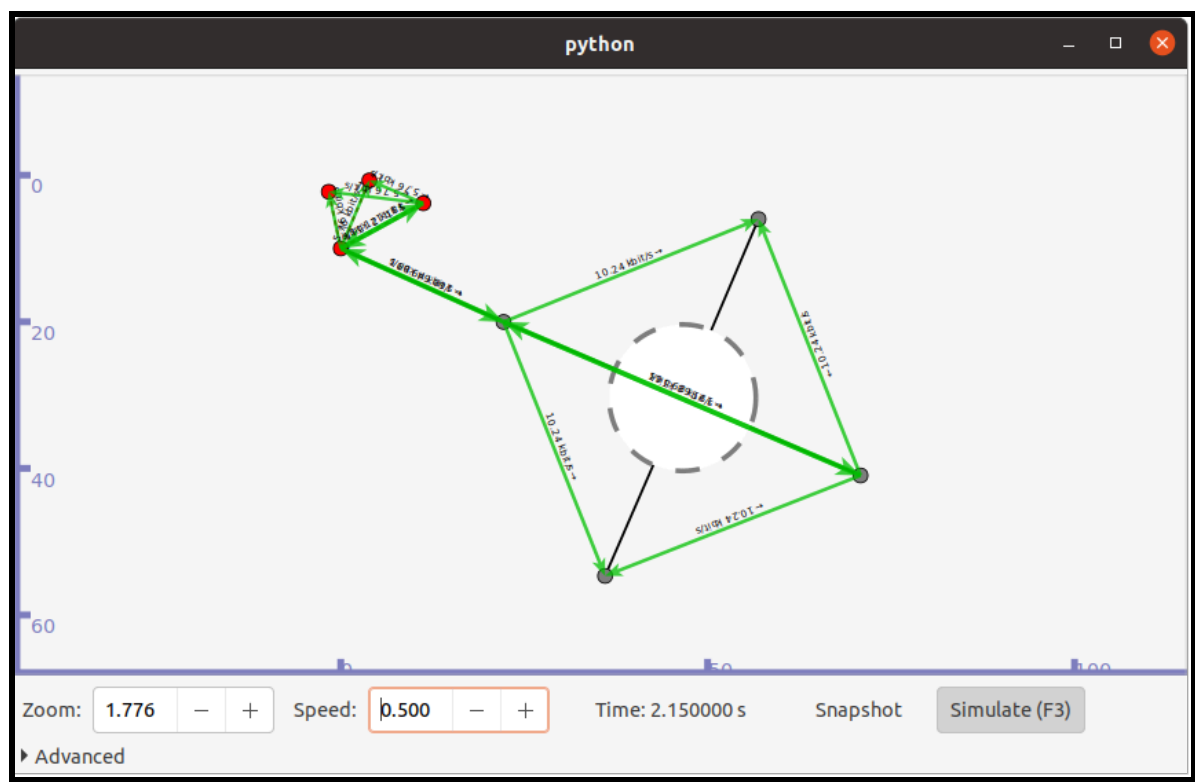 python
0
20
40
60
10.24 kbit/s→
←10.24 kbit/s
10.24 kbit/s→
←10.24 kbit/s
0
50
100
Zoom: 1.776 − + Speed: 0.500 − + Time: 2.150000 s Snapshot Simulate (F3)
Advanced